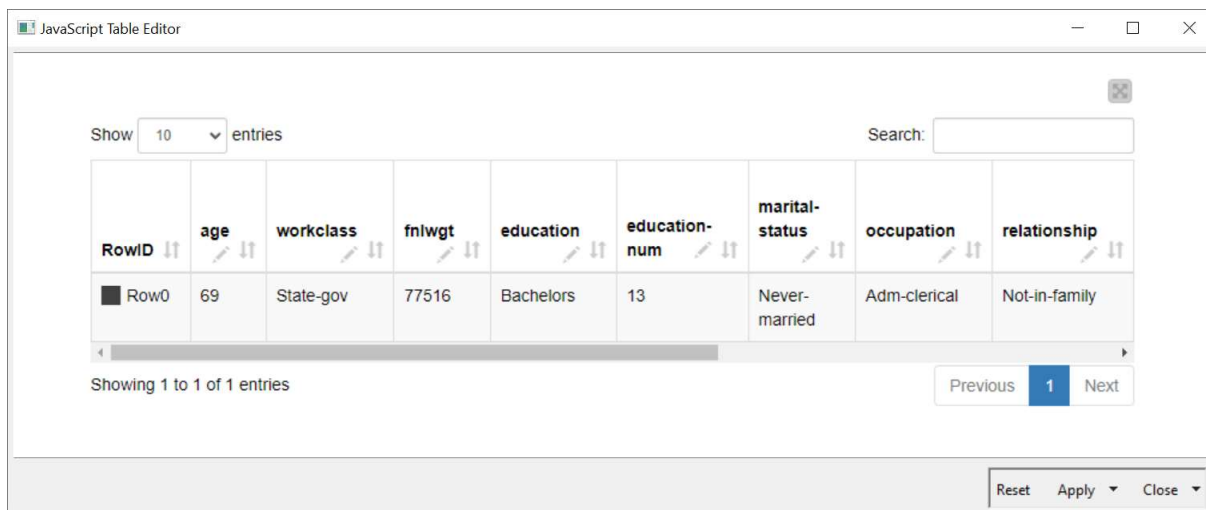 JavaScript Table Editor
Show 10 entries
Search:
RowID age workclass fnlwgt education education-num marital-status occupation relationship
Row0 69 State-gov 77516 Bachelors 13 Never-married Adm-clerical Not-in-family
Showing 1 to 1 of 1 entries
Previous 1 Next
Reset Apply Close